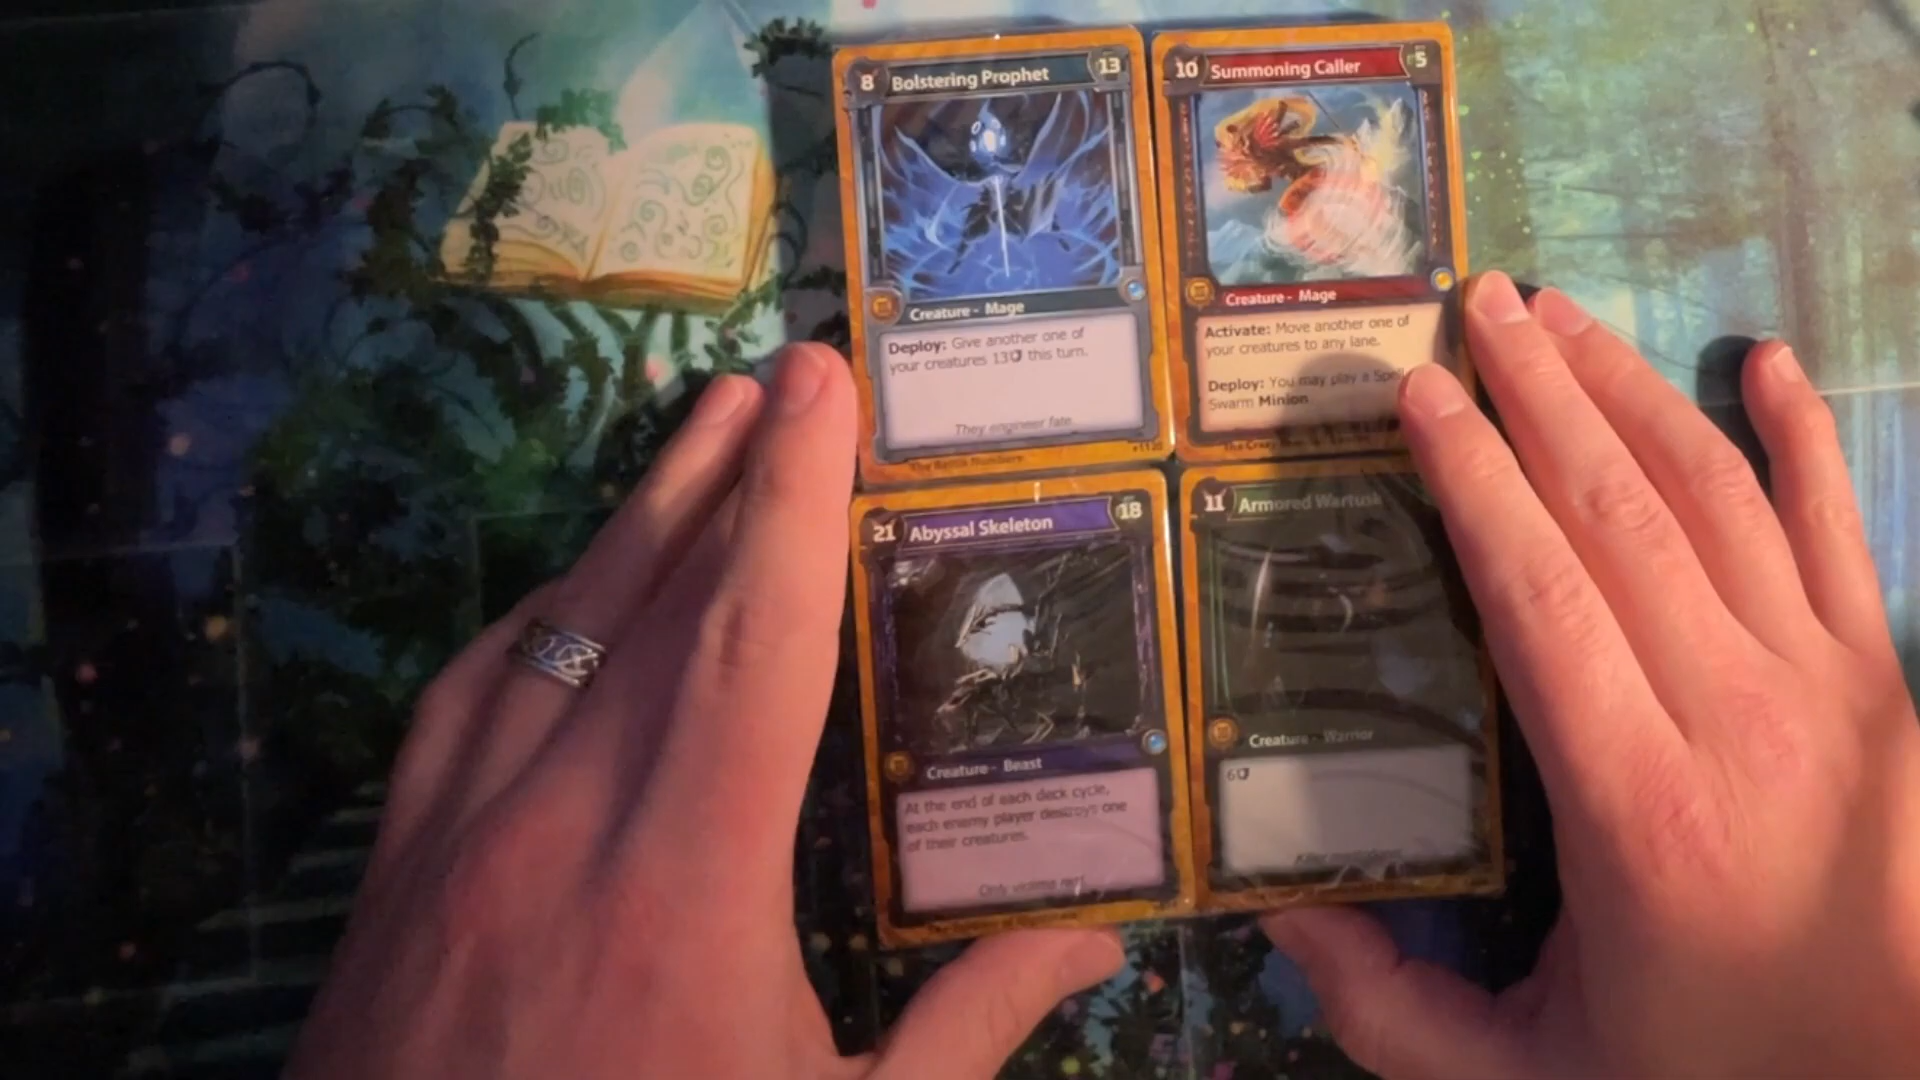 8 Bolstering Prophet 13
Creature - Mage
Deploy: Give another one of
your creatures 13 this turn.
They engineer fate.
10 Summoning Caller 5
Creature - Mage
Activate: Move another one of
your creatures to any lane.
Deploy: You may play a Spell
Swarm Minion
21 Abyssal Skeleton 18
Creature - Beast
At the end of each deck cycle,
each enemy player destroys one
of their creatures.
11 Armored Wartusk
Creature - Warrior
6